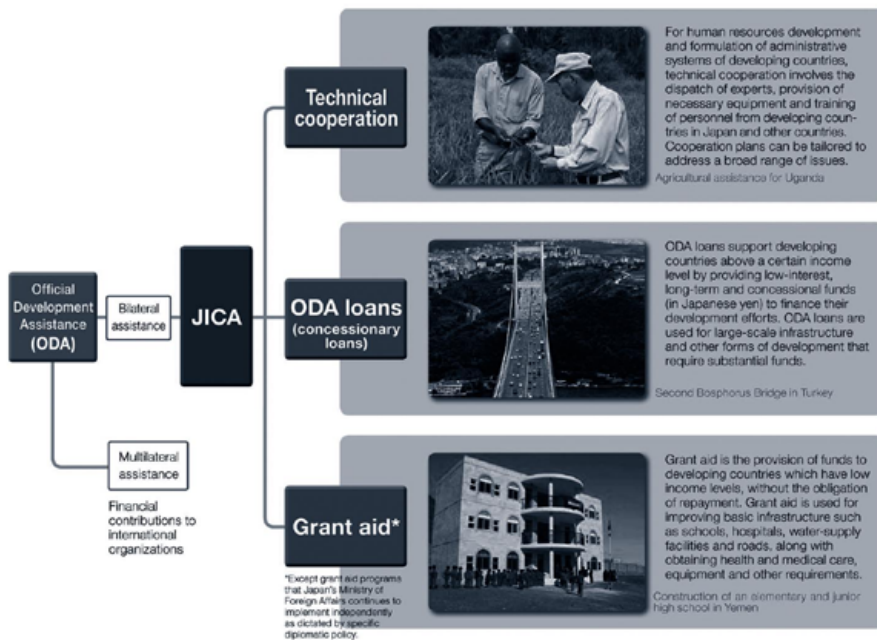 Official
Development
Assistance
(ODA)
Bilateral
assistance
JICA
Multilateral
assistance
Financial
contributions to
international
organizations
Technical
cooperation
For human resources development
and formulation of administrative
systems of developing countries,
technical cooperation involves the
dispatch of experts, provision of
necessary equipment and training
of personnel from developing coun-
tries in Japan and other countries.
Cooperation plans can be tailored to
address a broad range of issues.
Agricultural assistance for Uganda
ODA loans
(concessionary
loans)
ODA loans support developing
countries above a certain income
level by providing low-interest,
long-term and concessional funds
(in Japanese yen) to finance their
development efforts. ODA loans are
used for large-scale infrastructure
and other forms of development that
require substantial funds.
Second Bosphorus Bridge in Turkey
Grant aid*
*Except grant aid programs
that Japan's Ministry of
Foreign Affairs continues to
implement independently
as dictated by specific
diplomatic policy.
Grant aid is the provision of funds to
developing countries which have low
income levels, without the obligation
of repayment. Grant aid is used for
improving basic infrastructure such
as schools, hospitals, water-supply
facilities and roads, along with
obtaining health and medical care,
equipment and other requirements.
Construction of an elementary and junior
high school in Yemen